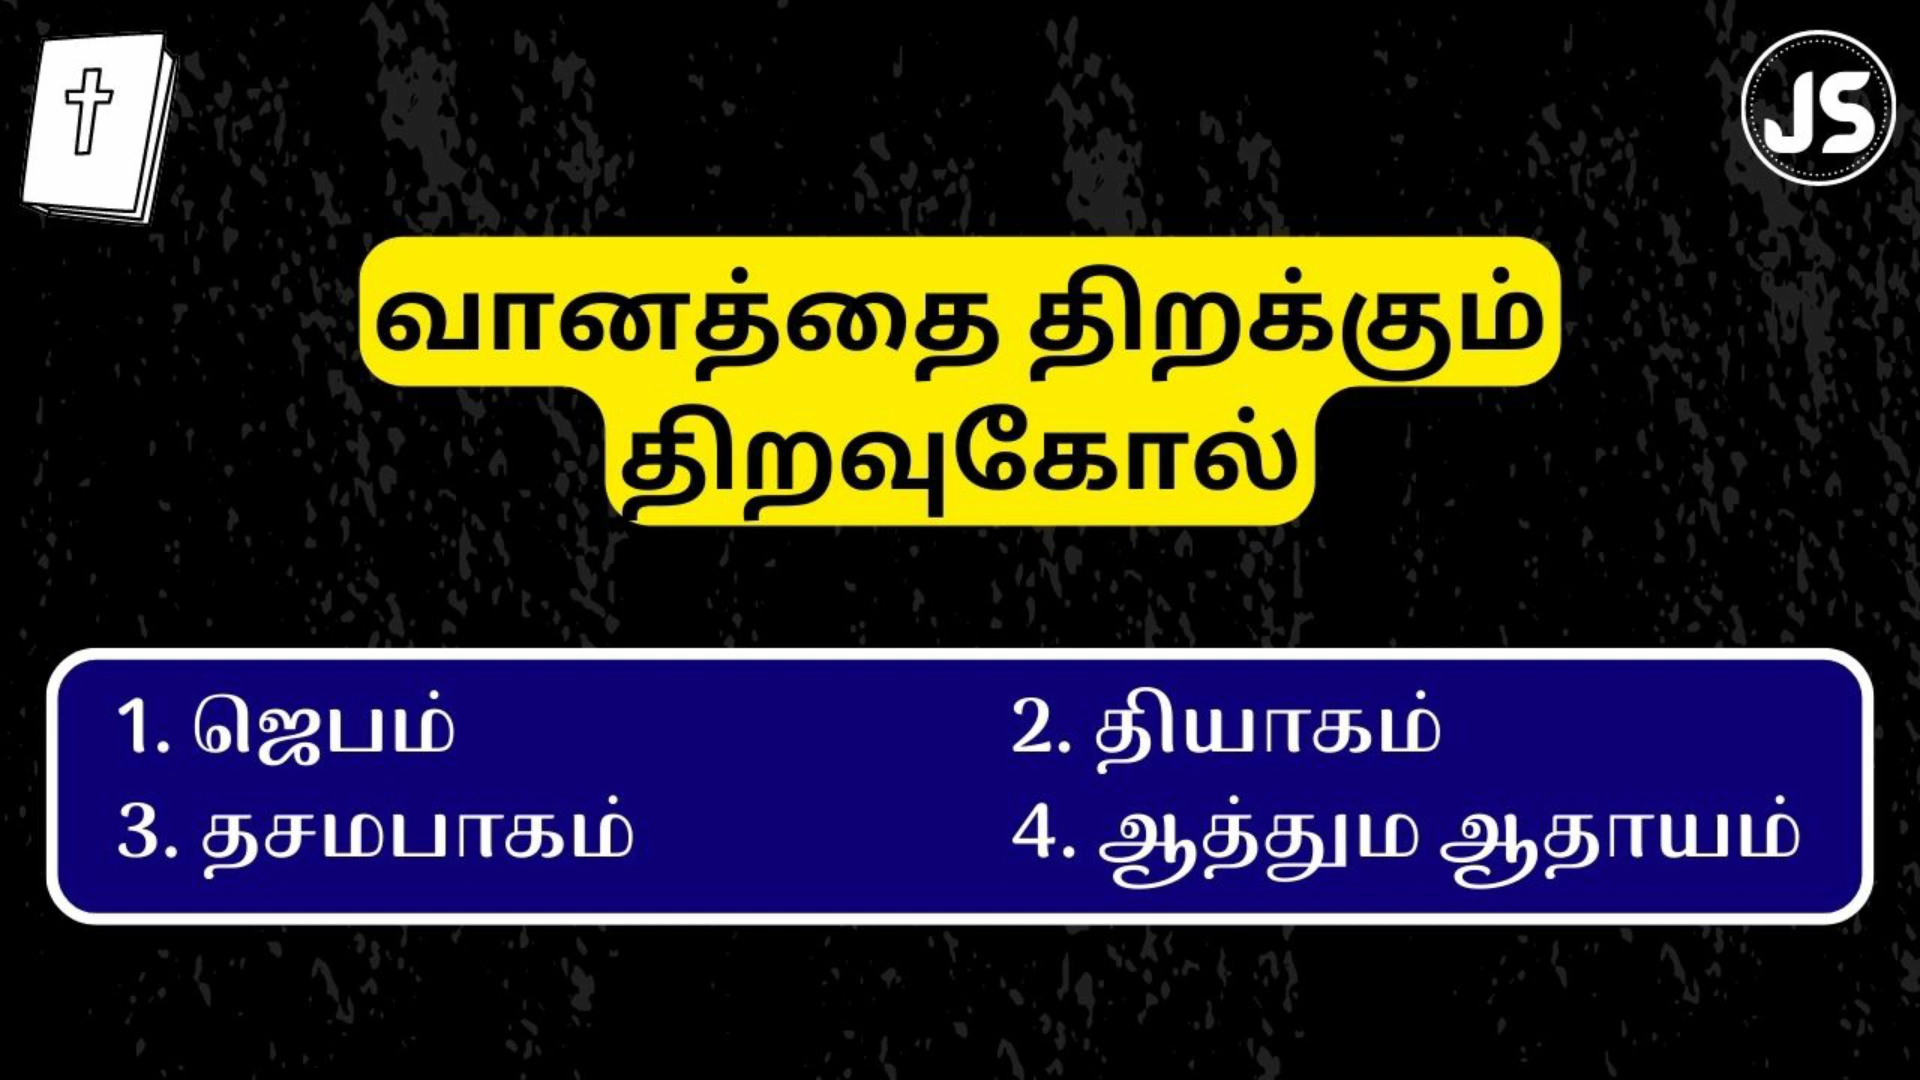 JS
வானத்தை திறக்கும்
திறவுகோல்
1. ஜெபம்
2. தியாகம்
3. தசமபாகம்
4. ஆத்தும ஆதாயம்